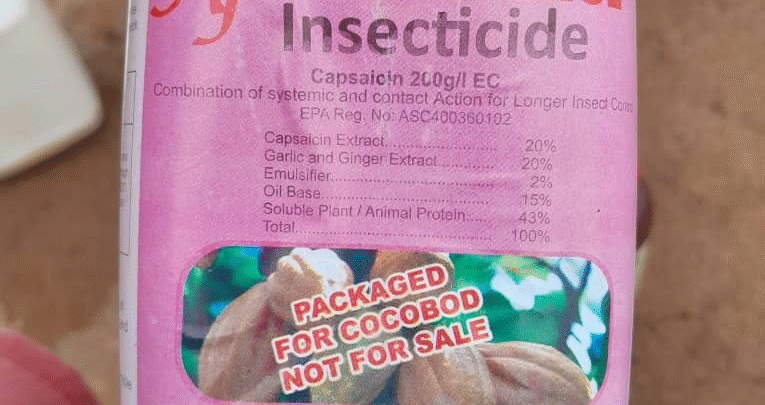 Insecticide
Capsaicin 200g/l EC
Combination of systemic and contact Action for Longer Insect
EPA Reg. No: ASC400360102
Capsaicin Extract................................ 20%
Garlic and Ginger Extract............... 20%
Emulsifier............................................ 2%
Oil Base............................................... 15%
Soluble Plant / Animal Protein...... 43%
Total..................................................... 100%
PACKAGED
FOR COCOBOD
NOT FOR SALE